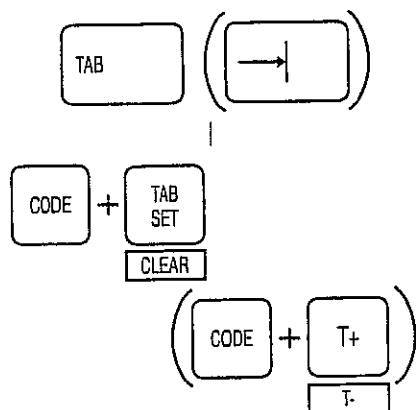 TAB
CODE + TAB SET
CLEAR
CODE + T+
T-